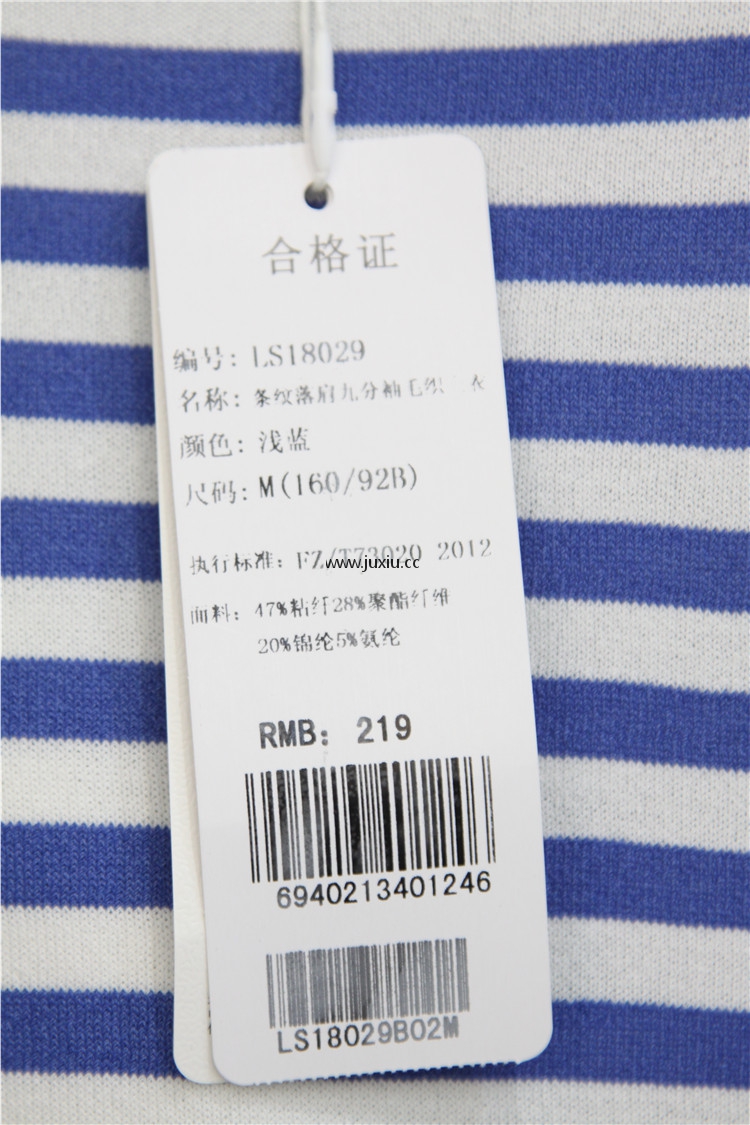 合格证
编号: LS18029
名称: 条纹落肩九分袖毛织 衣
颜色: 浅蓝
尺码: M(160/92B)
执行标准: FZ/T73020 2012
www.juxiu.cc
面料: 47%粘纤28%聚酯纤维
20%锦纶5%氨纶
RMB: 219
6940213401246
LS18029B02M